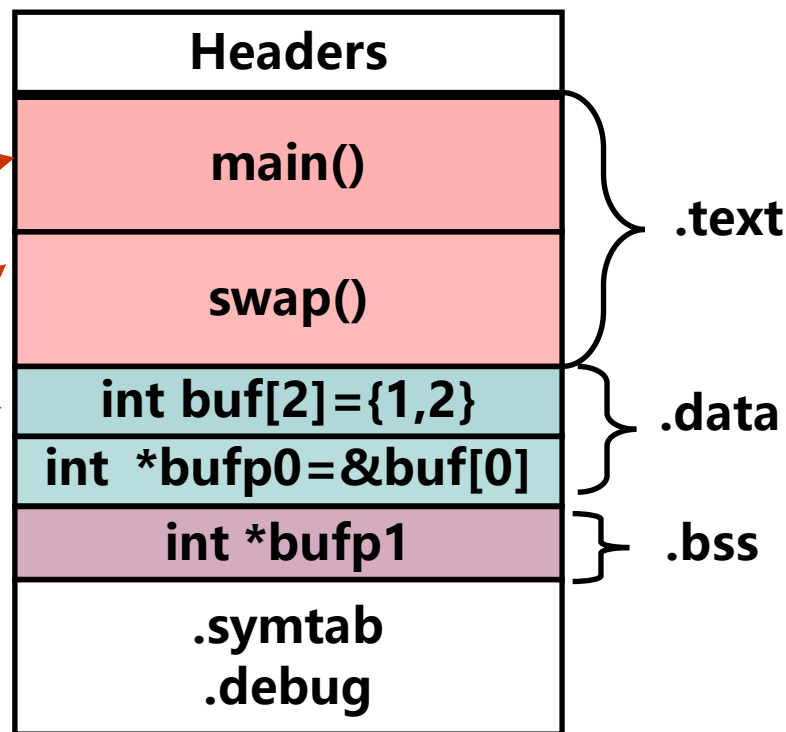 Headers
main()
.text
swap()
int buf[2]={1,2}
.data
int  *bufp0=&buf[0]
int *bufp1
.bss
.symtab
.debug